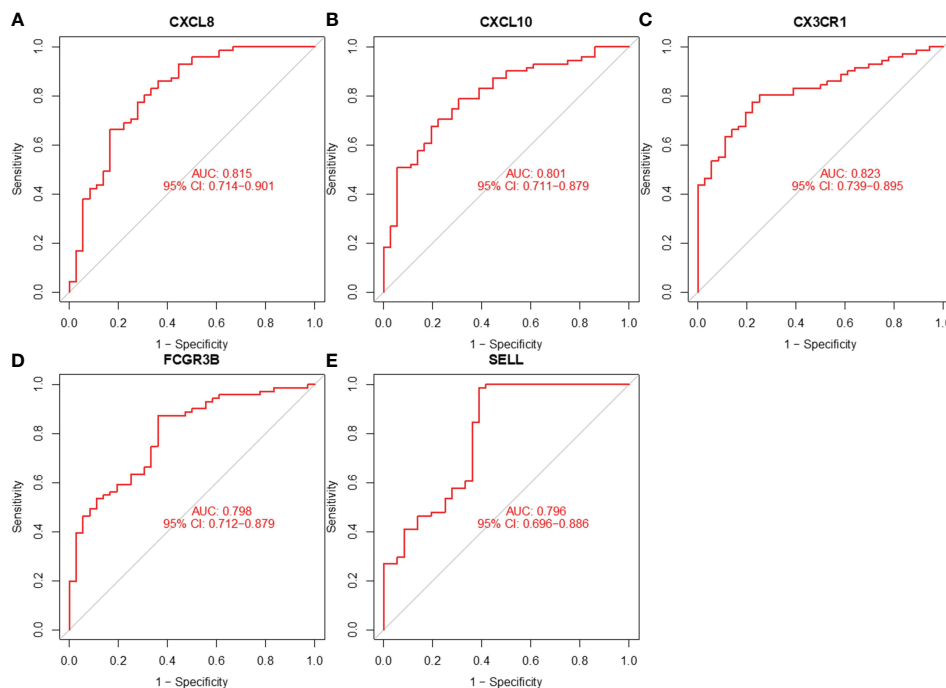 A
CXCL8
Sensitivity
0.0 0.2 0.4 0.6 0.8 1.0
AUC: 0.815
95% CI: 0.714−0.901
0.0 0.2 0.4 0.6 0.8 1.0
1 − Specificity
B
CXCL10
Sensitivity
0.0 0.2 0.4 0.6 0.8 1.0
AUC: 0.801
95% CI: 0.711−0.879
0.0 0.2 0.4 0.6 0.8 1.0
1 − Specificity
C
CX3CR1
Sensitivity
0.0 0.2 0.4 0.6 0.8 1.0
AUC: 0.823
95% CI: 0.739−0.895
0.0 0.2 0.4 0.6 0.8 1.0
1 − Specificity
D
FCGR3B
Sensitivity
0.0 0.2 0.4 0.6 0.8 1.0
AUC: 0.798
95% CI: 0.712−0.879
0.0 0.2 0.4 0.6 0.8 1.0
1 − Specificity
E
SELL
Sensitivity
0.0 0.2 0.4 0.6 0.8 1.0
AUC: 0.796
95% CI: 0.696−0.886
0.0 0.2 0.4 0.6 0.8 1.0
1 − Specificity